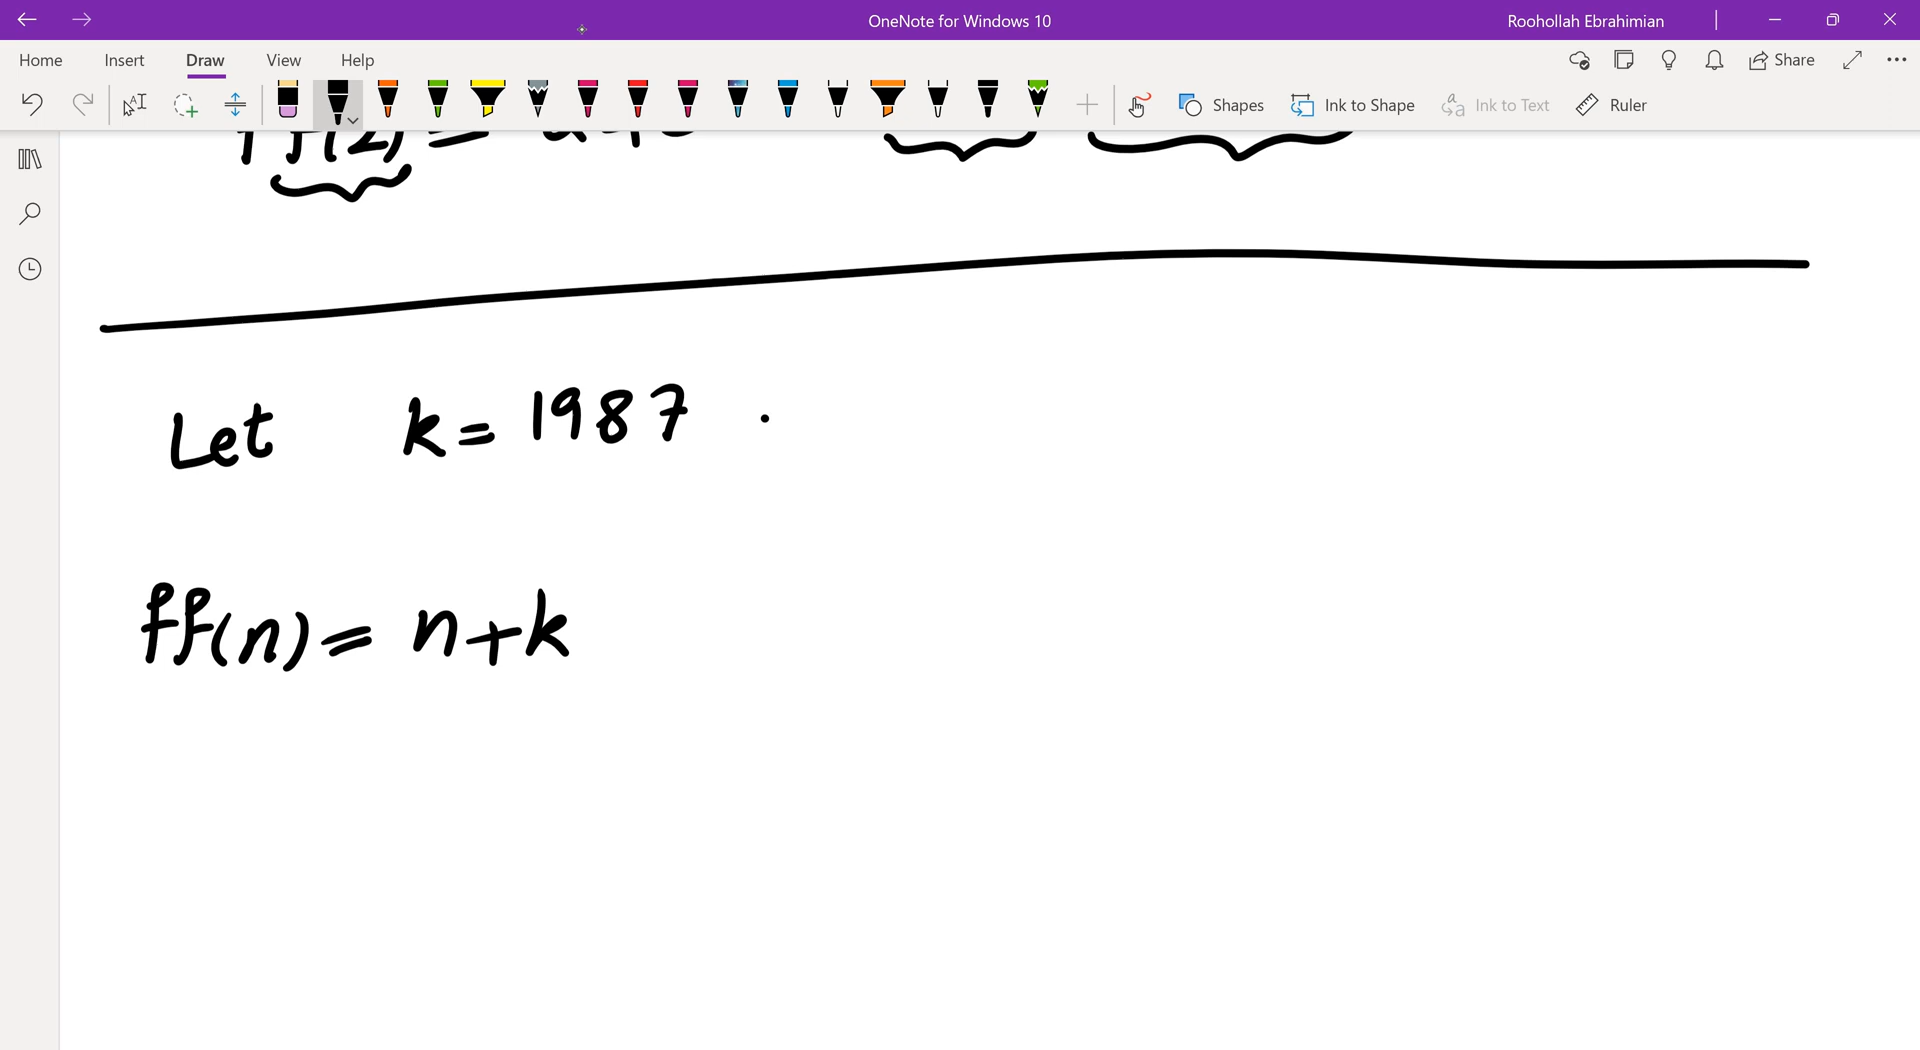 OneNote for Windows 10
Roohollah Ebrahimian
Home Insert Draw View Help
Share
Shapes Ink to Shape Ink to Text Ruler
Let k = 1987 .
ff(n) = n+k